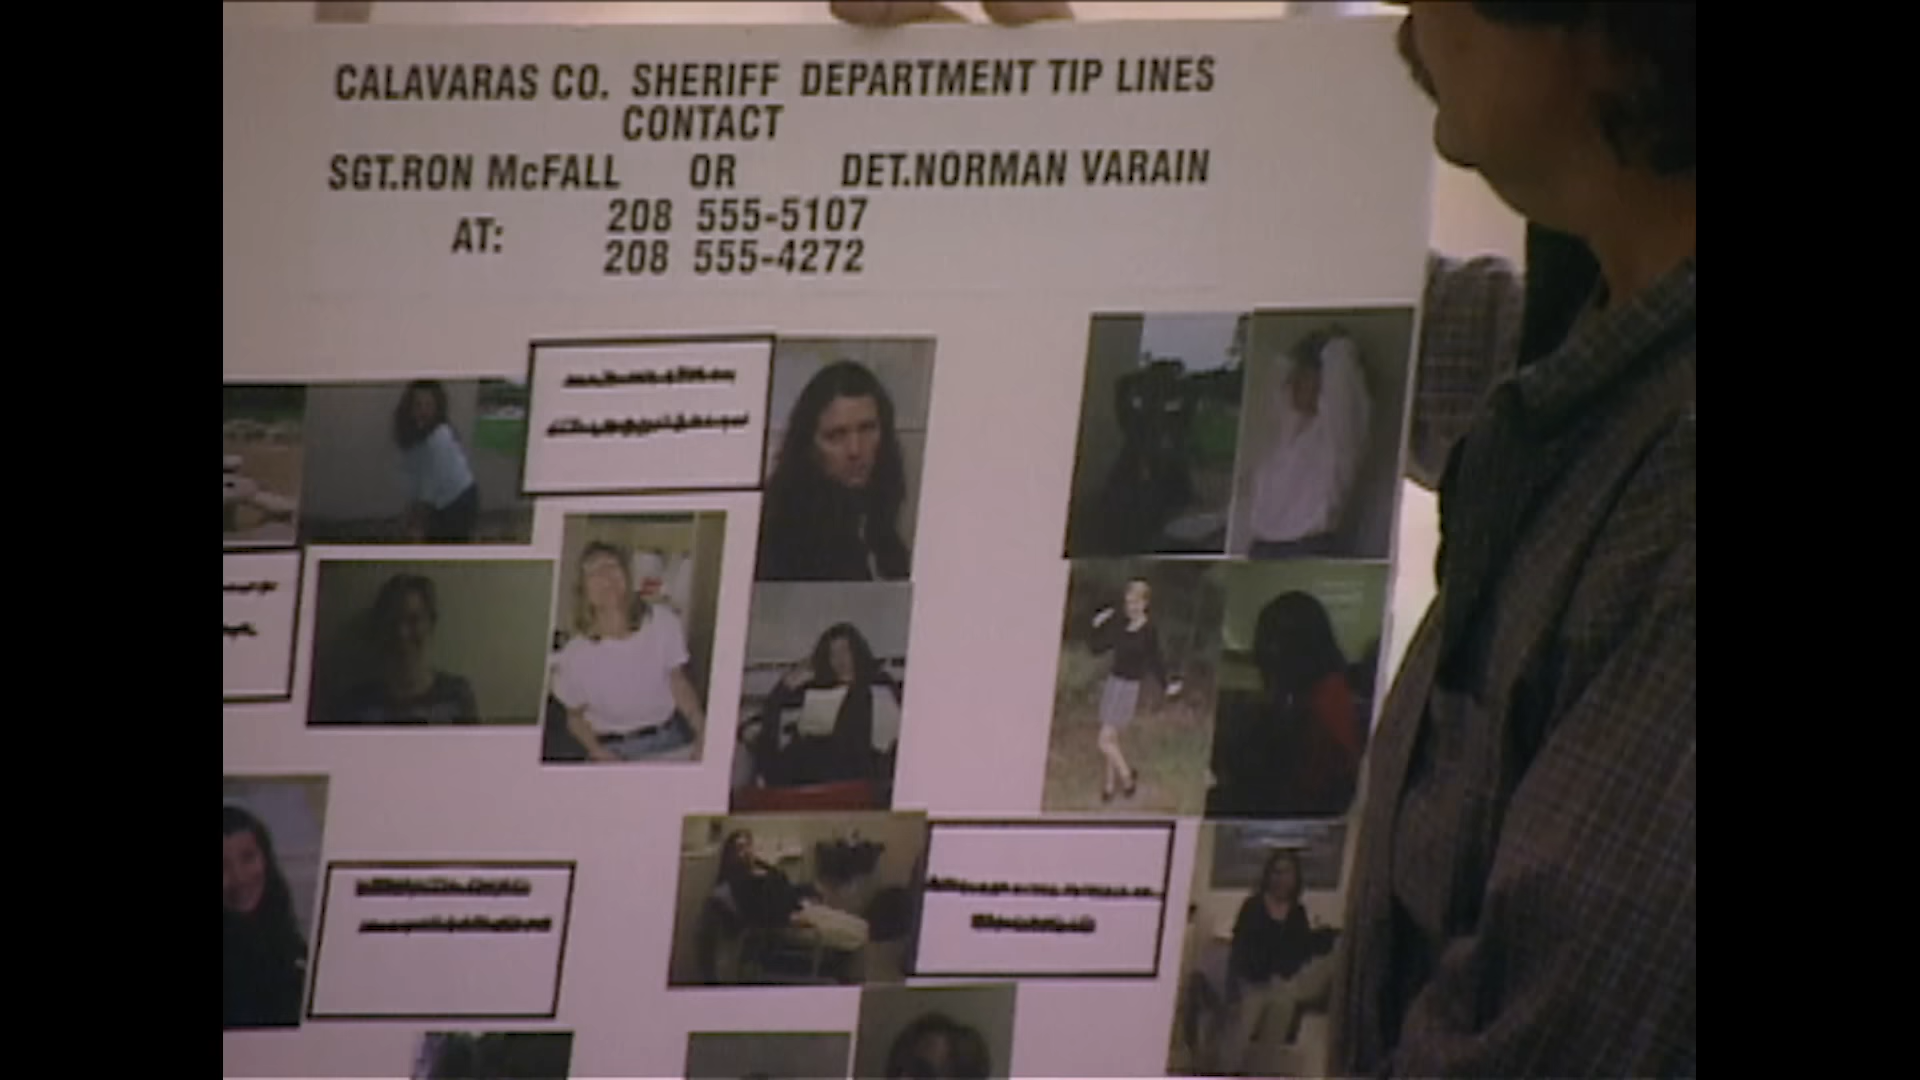 CALAVARAS CO. SHERIFF DEPARTMENT TIP LINES
CONTACT
SGT.RON McFALL OR DET.NORMAN VARAIN
AT: 208 555-5107
208 555-4272